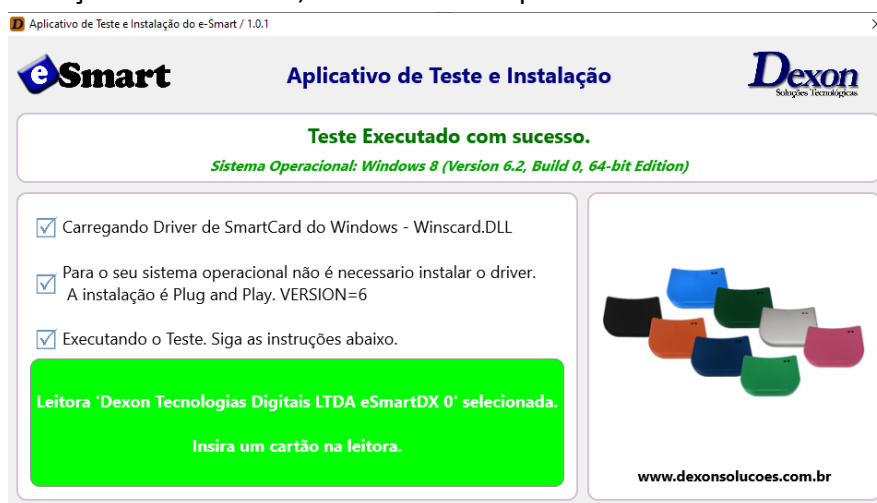 Aplicativo de Teste e Instalação do e-Smart / 1.0.1
eSmart
Aplicativo de Teste e Instalação
Dexon
Soluções Tecnológicas
Teste Executado com sucesso.
Sistema Operacional: Windows 8 (Version 6.2, Build 0, 64-bit Edition)
Carregando Driver de SmartCard do Windows - Winscard.DLL
Para o seu sistema operacional não é necessario instalar o driver.
A instalação é Plug and Play. VERSION=6
Executando o Teste. Siga as instruções abaixo.
Leitora 'Dexon Tecnologias Digitais LTDA eSmartDX 0' selecionada.
Insira um cartão na leitora.
www.dexonsolucoes.com.br